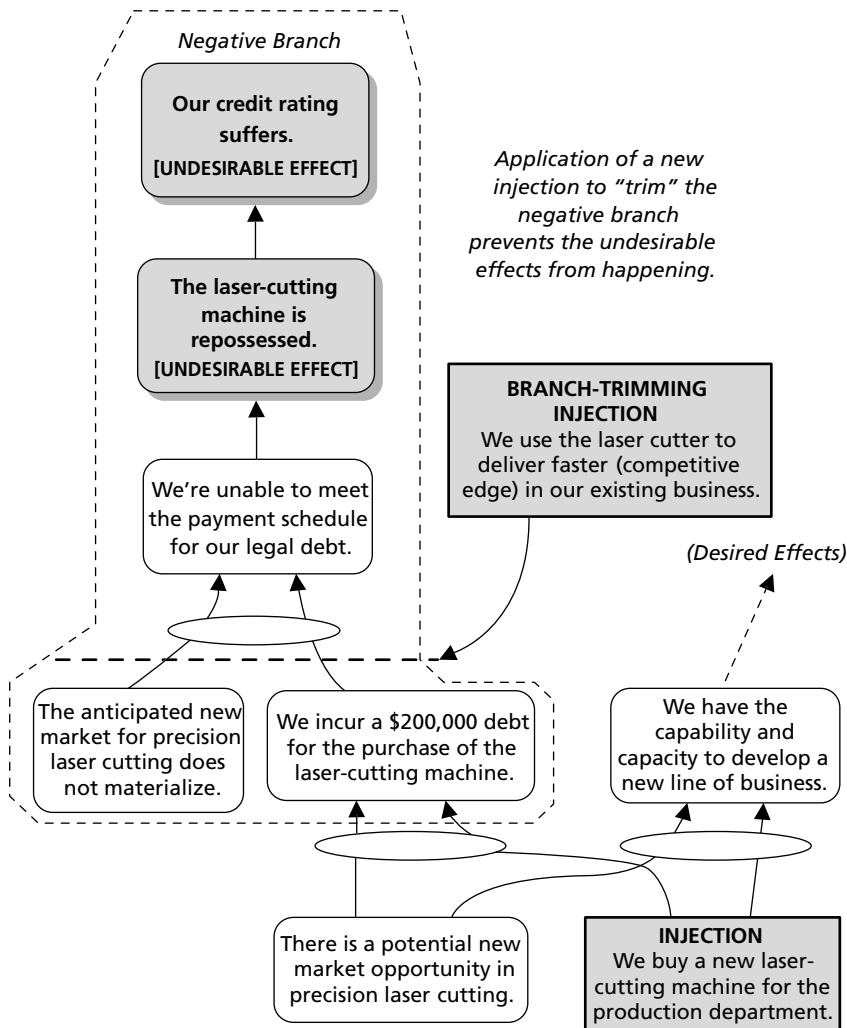 Negative Branch
Our credit rating
suffers.
[UNDESIRABLE EFFECT]
Application of a new
injection to “trim” the
negative branch
prevents the undesirable
effects from happening.
The laser-cutting
machine is
repossessed.
[UNDESIRABLE EFFECT]
BRANCH-TRIMMING
INJECTION
We use the laser cutter to
deliver faster (competitive
edge) in our existing business.
We’re unable to meet
the payment schedule
for our legal debt.
(Desired Effects)
The anticipated new
market for precision
laser cutting does
not materialize.
We incur a $200,000 debt
for the purchase of the
laser-cutting machine.
We have the
capability and
capacity to develop a
new line of business.
There is a potential new
market opportunity in
precision laser cutting.
INJECTION
We buy a new laser-
cutting machine for the
production department.